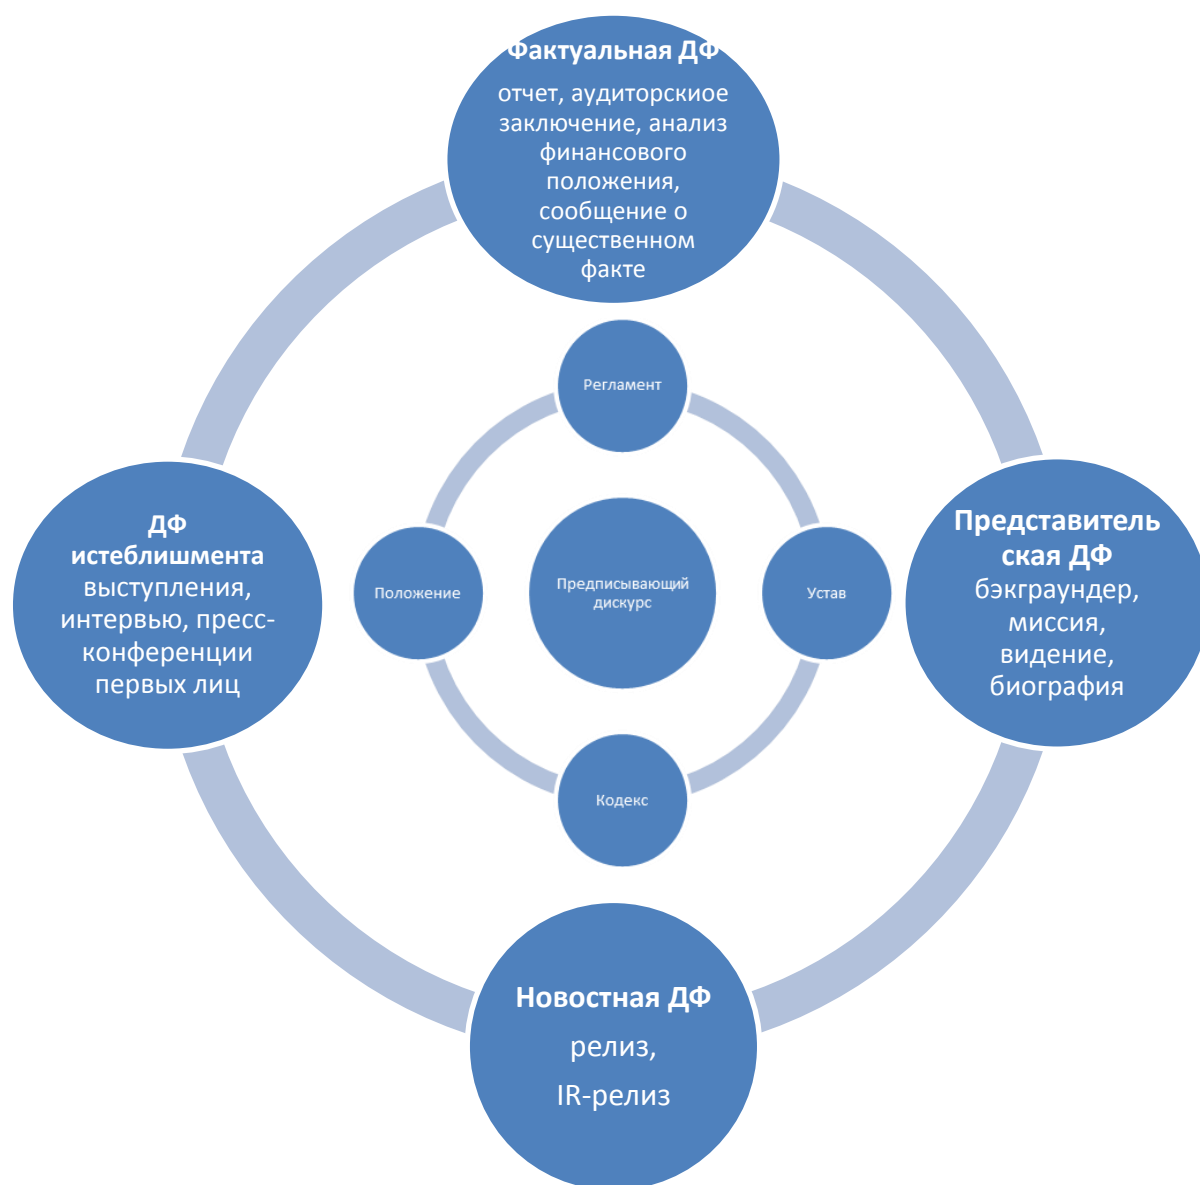 Фактуальная ДФ
отчет, аудиторскиое
заключение, анализ
финансового
положения,
сообщение о
существенном
факте
Регламент
ДФ
истеблишмента
выступления,
интервью, пресс-
конференции
первых лиц
Положение
Предписывающий
дискурс
Устав
Представитель
ская ДФ
бэкграундер,
миссия,
видение,
биография
Кодекс
Новостная ДФ
релиз,
IR-релиз